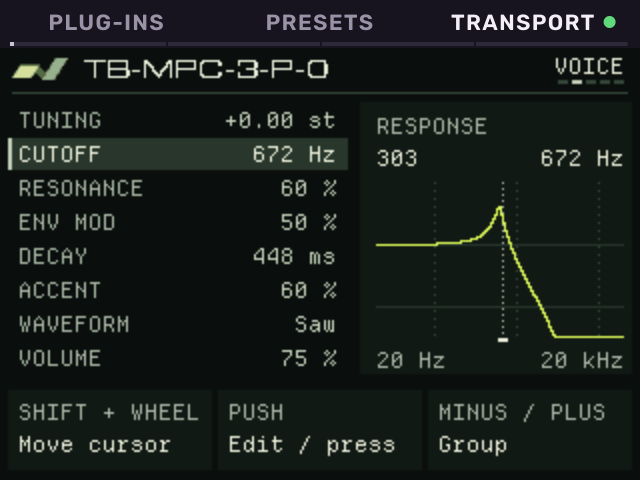 PLUG-INS PRESETS TRANSPORT
TB-MPC-3-P-O VOICE
TUNING +0.00 st
CUTOFF 672 Hz
RESONANCE 60 %
ENV MOD 50 %
DECAY 448 ms
ACCENT 60 %
WAVEFORM Saw
VOLUME 75 %
RESPONSE
303 672 Hz
20 Hz 20 kHz
SHIFT + WHEEL
Move cursor
PUSH
Edit / press
MINUS / PLUS
Group